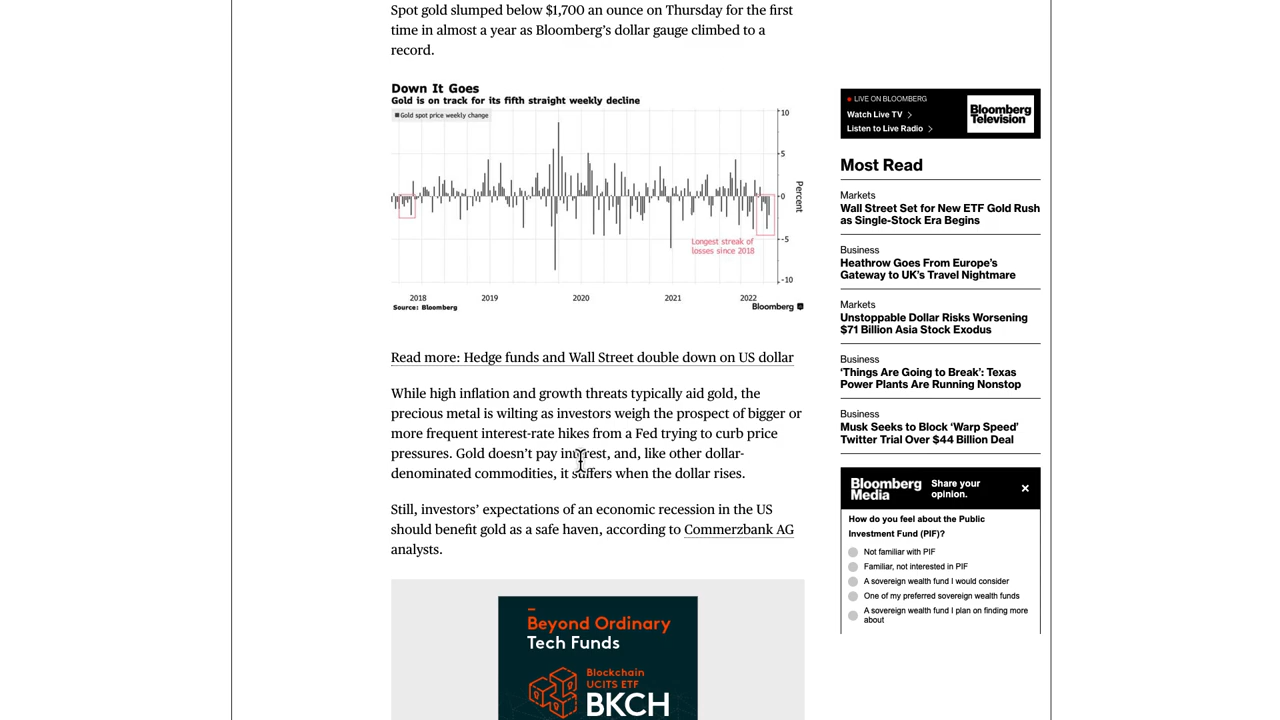 Spot gold slumped below $1,700 an ounce on Thursday for the first
time in almost a year as Bloomberg’s dollar gauge climbed to a
record.
Down It Goes
Gold is on track for its fifth straight weekly decline
Gold spot price weekly change
10
5
0
-5
-10
Percent
Longest streak of
losses since 2018
2018
2019
2020
2021
2022
Source: Bloomberg
Bloomberg
Read more: Hedge funds and Wall Street double down on US dollar
While high inflation and growth threats typically aid gold, the
precious metal is wilting as investors weigh the prospect of bigger or
more frequent interest-rate hikes from a Fed trying to curb price
pressures. Gold doesn’t pay interest, and, like other dollar-
denominated commodities, it suffers when the dollar rises.
Still, investors’ expectations of an economic recession in the US
should benefit gold as a safe haven, according to Commerzbank AG
analysts.
Beyond Ordinary
Tech Funds
Blockchain
UCITS ETF
BKCH
LIVE ON BLOOMBERG
Watch Live TV
Listen to Live Radio
Bloomberg
Television
Most Read
Markets
Wall Street Set for New ETF Gold Rush
as Single-Stock Era Begins
Business
Heathrow Goes From Europe’s
Gateway to UK’s Travel Nightmare
Markets
Unstoppable Dollar Risks Worsening
$71 Billion Asia Stock Exodus
Business
‘Things Are Going to Break’: Texas
Power Plants Are Running Nonstop
Business
Musk Seeks to Block ‘Warp Speed’
Twitter Trial Over $44 Billion Deal
Bloomberg
Media
Share your
opinion.
How do you feel about the Public
Investment Fund (PIF)?
Not familiar with PIF
Familiar, not interested in PIF
A sovereign wealth fund I would consider
One of my preferred sovereign wealth funds
A sovereign wealth fund I plan on finding more
about